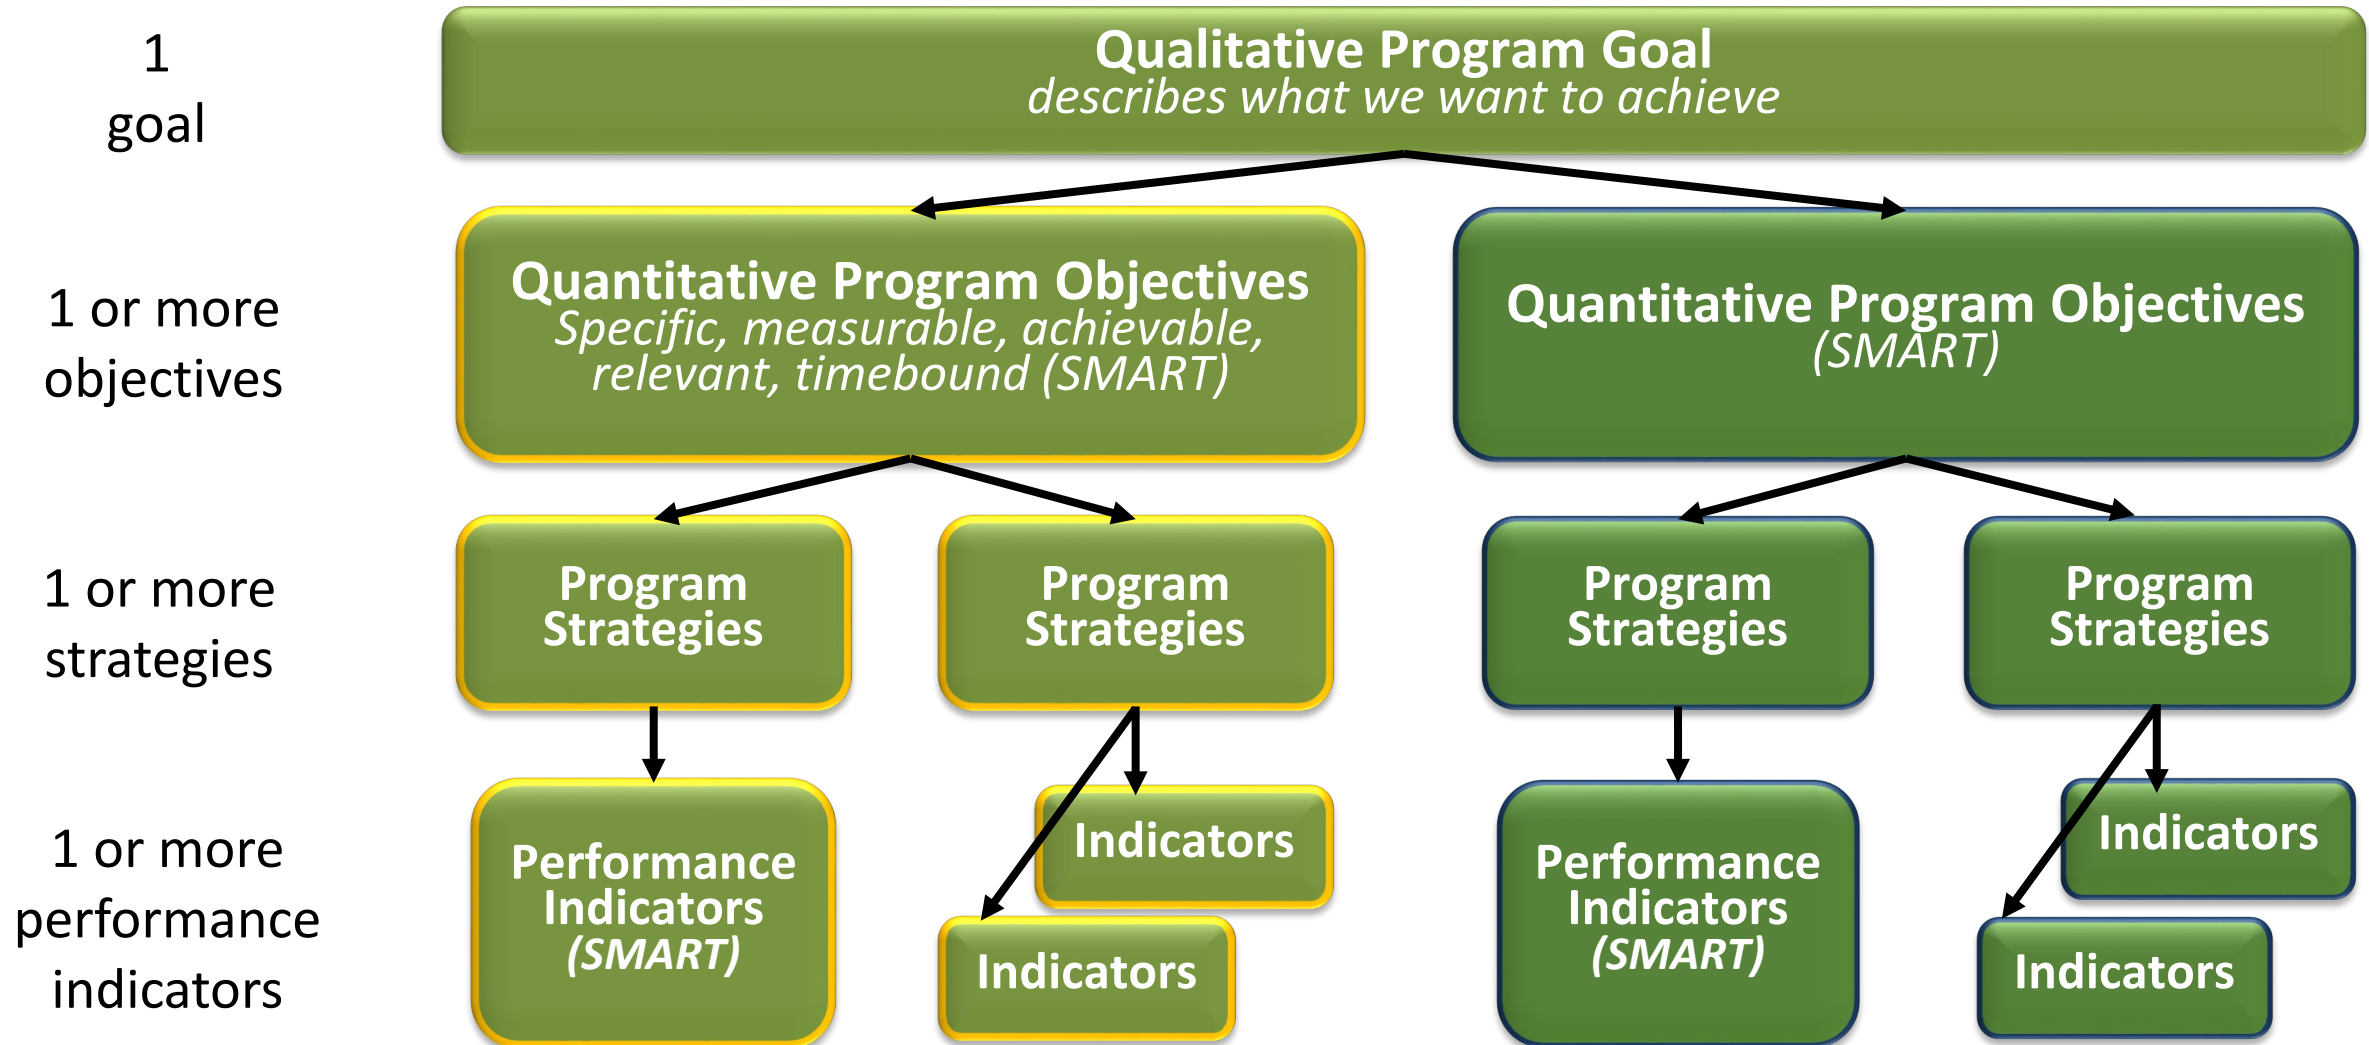 1
goal
Qualitative Program Goal
describes what we want to achieve
1 or more
objectives
Quantitative Program Objectives
Specific, measurable, achievable,
relevant, timebound (SMART)
Quantitative Program Objectives
(SMART)
1 or more
strategies
Program
Strategies
Program
Strategies
Program
Strategies
Program
Strategies
1 or more
performance
indicators
Performance
Indicators
(SMART)
Indicators
Indicators
Performance
Indicators
(SMART)
Indicators
Indicators